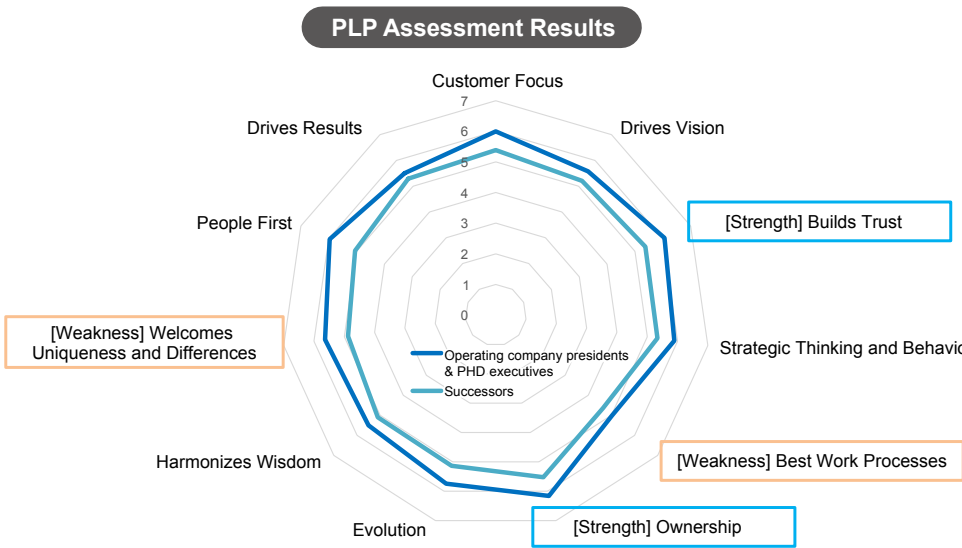 PLP Assessment Results
Customer Focus
7
Drives Results
Drives Vision
6
5
4
People First
[Strength] Builds Trust
3
2
1
0
[Weakness] Welcomes
Uniqueness and Differences
Operating company presidents
& PHD executives
Successors
Strategic Thinking and Behavio
Harmonizes Wisdom
[Weakness] Best Work Processes
Evolution
[Strength] Ownership